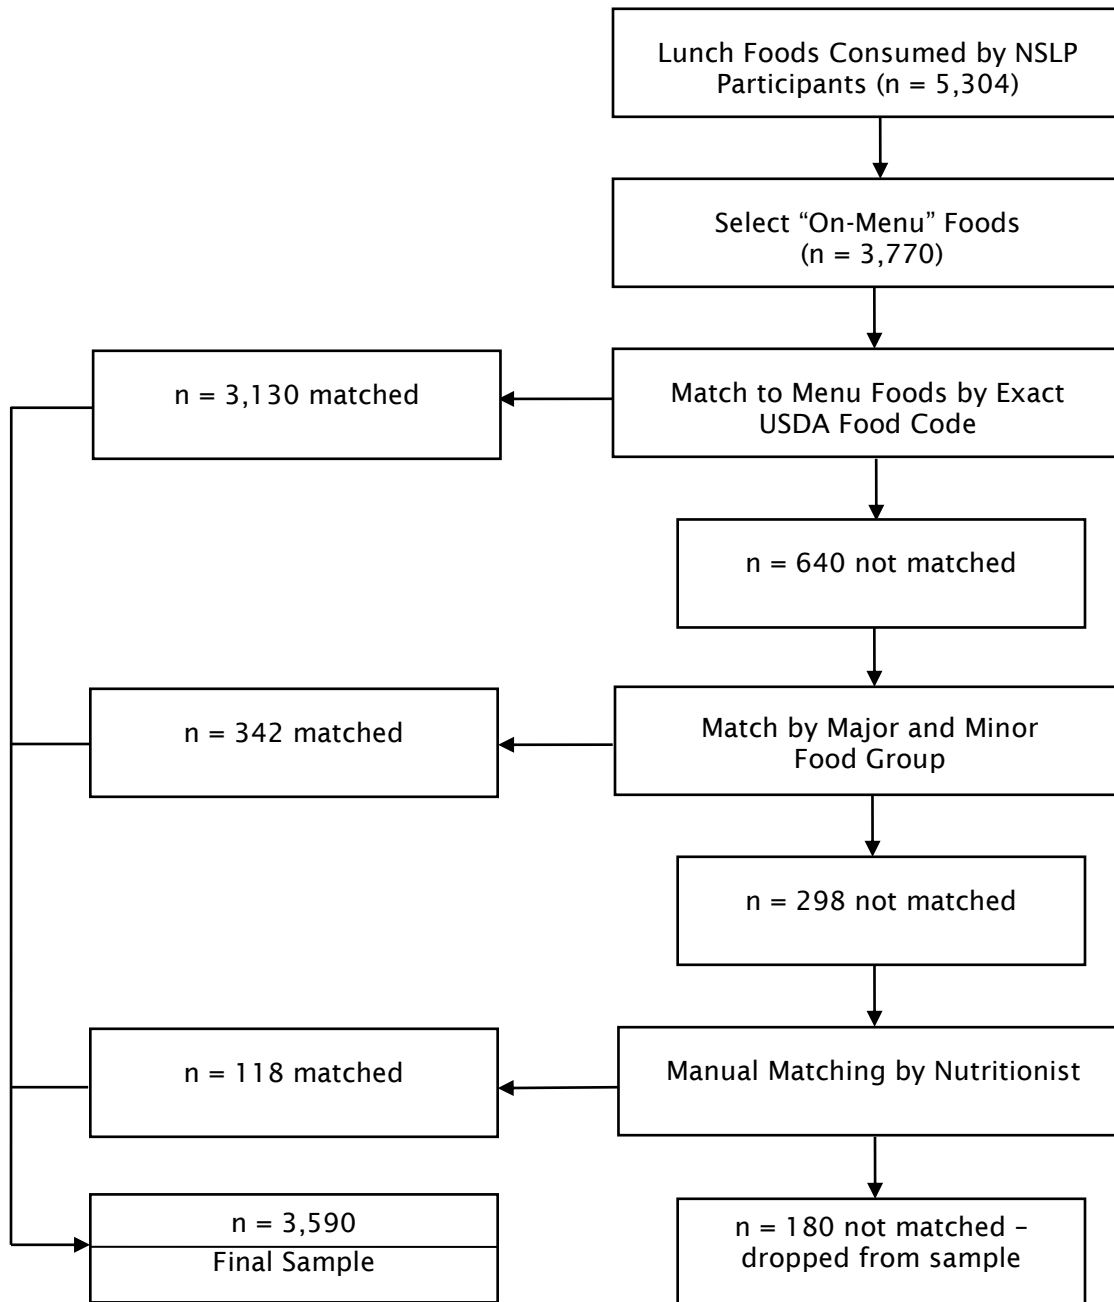 Lunch Foods Consumed by NSLP
Participants (n = 5,304)
Select “On-Menu” Foods
(n = 3,770)
Match to Menu Foods by Exact
USDA Food Code
n = 3,130 matched
n = 640 not matched
Match by Major and Minor
Food Group
n = 342 matched
n = 298 not matched
Manual Matching by Nutritionist
n = 118 matched
n = 180 not matched –
dropped from sample
n = 3,590
Final Sample